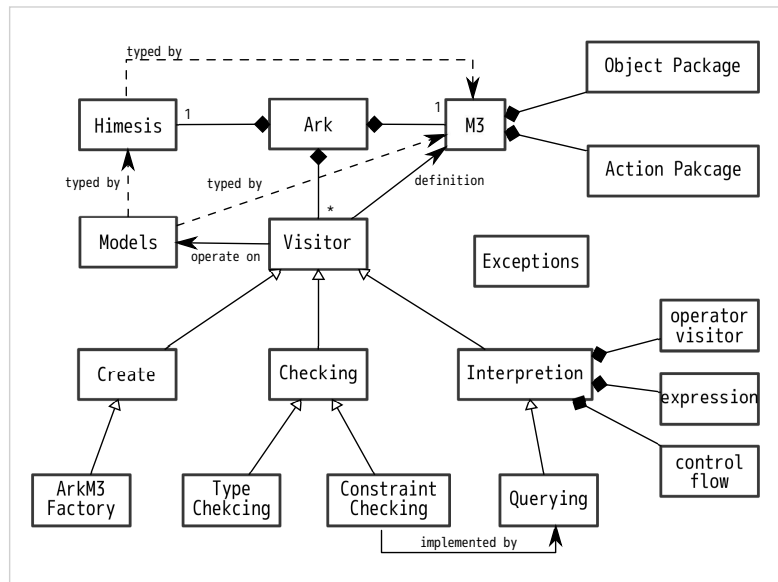 typed by
Object Package
Himesis
1
Ark
1
M3
typed by
typed by
definition
Action Pakcage
*
Models
operate on
Visitor
Exceptions
operator
visitor
Create
Checking
Interpretion
expression
control
flow
ArkM3
Factory
Type
Chekcing
Constraint
Checking
Querying
implemented by